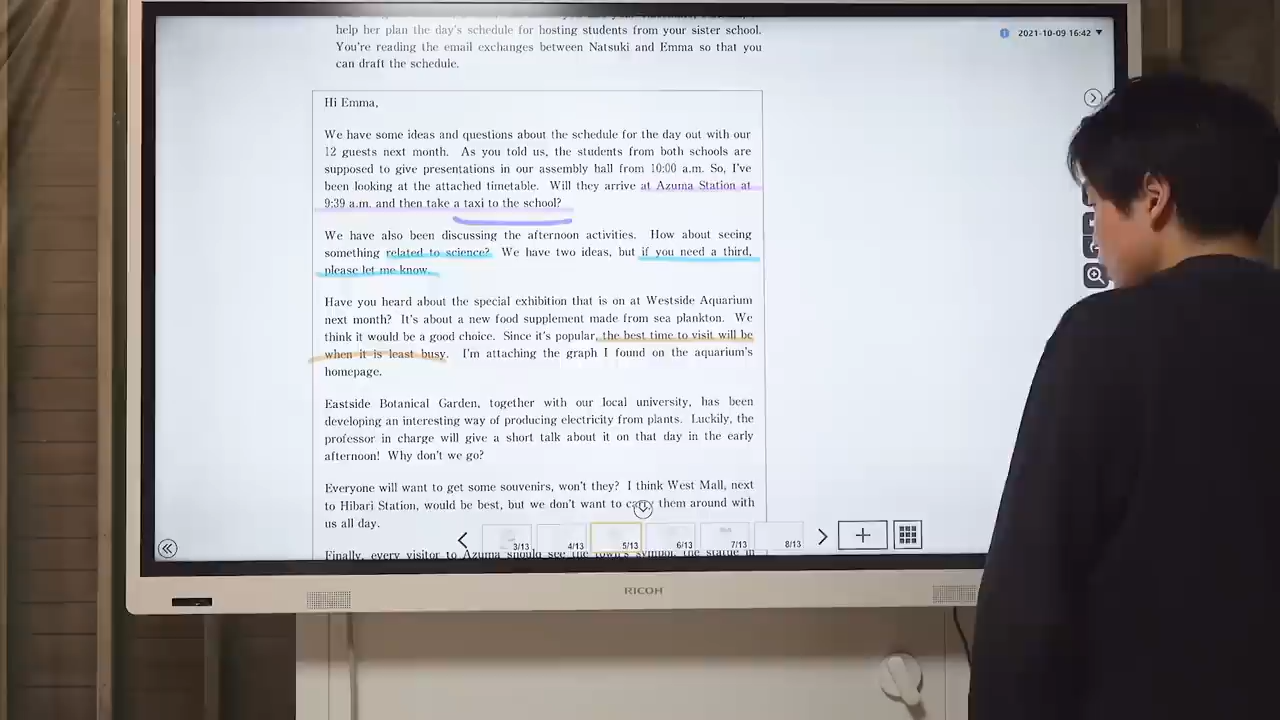 help her plan the day's schedule for hosting students from your sister school.
You're reading the email exchanges between Natsuki and Emma so that you
can draft the schedule.
2021-10-09 16:42
Hi Emma,
We have some ideas and questions about the schedule for the day out with our
12 guests next month. As you told us, the students from both schools are
supposed to give presentations in our assembly hall from 10:00 a.m. So, I've
been looking at the attached timetable. Will they arrive at Azuma Station at
9:39 a.m. and then take a taxi to the school?
We have also been discussing the afternoon activities. How about seeing
something related to science? We have two ideas, but if you need a third,
please let me know.
Have you heard about the special exhibition that is on at Westside Aquarium
next month? It's about a new food supplement made from sea plankton. We
think it would be a good choice. Since it's popular, the best time to visit will be
when it is least busy. I'm attaching the graph I found on the aquarium's
homepage.
Eastside Botanical Garden, together with our local university, has been
developing an interesting way of producing electricity from plants. Luckily, the
professor in charge will give a short talk about it on that day in the early
afternoon! Why don't we go?
Everyone will want to get some souvenirs, won't they? I think West Mall, next
to Hibari Station, would be best, but we don't want to carry them around with
us all day.
Finally, every visitor to Azuma should see the town's symbol, the statue in
3/13
4/13
5/13
6/13
7/13
8/13
RICOH